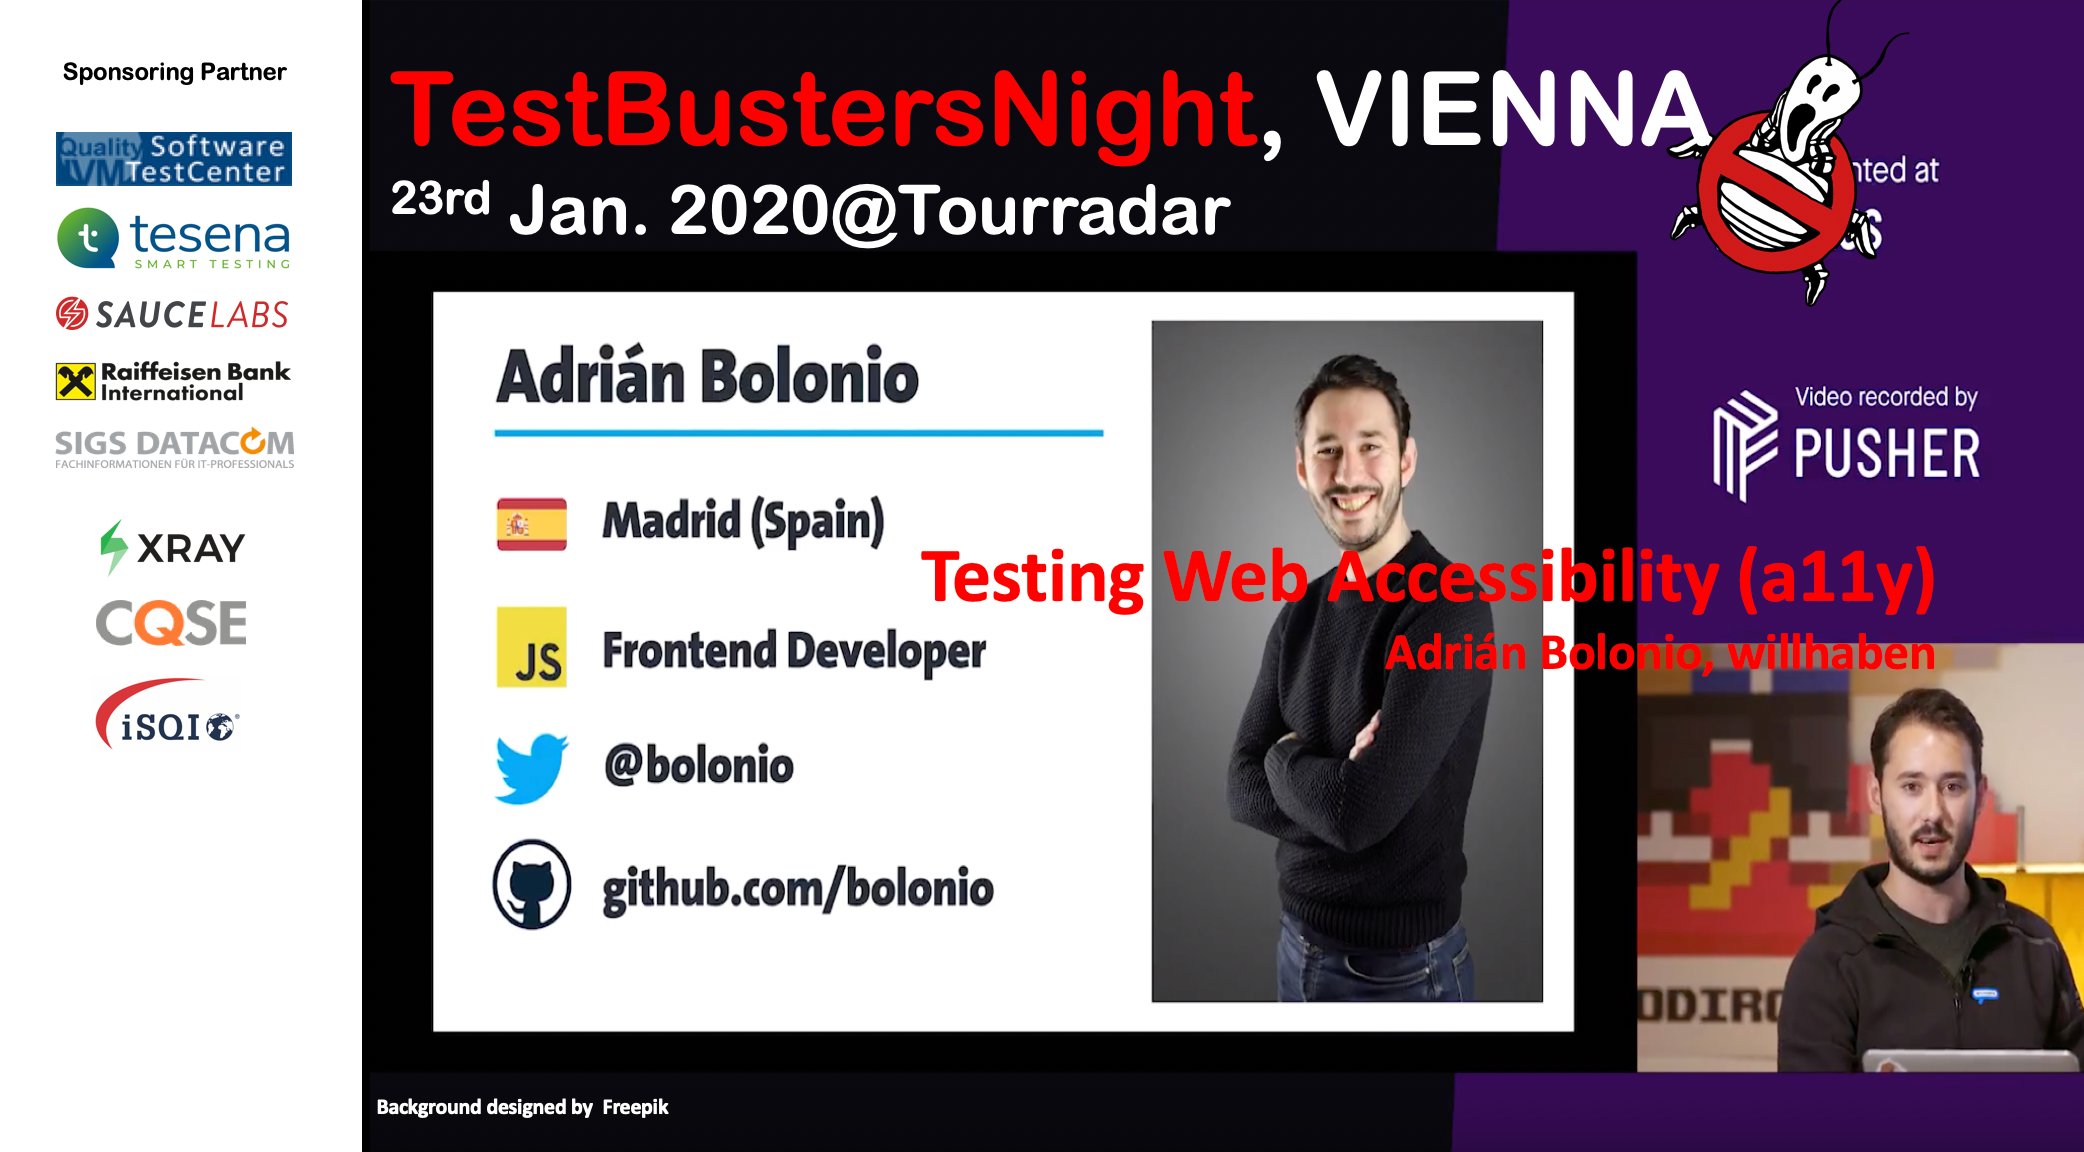 Sponsoring Partner
Quality Software
IVM TestCenter
tesena
SMART TESTING
SAUCELABS
Raiffeisen Bank
International
SIGS DATACOM
FACHINFORMATIONEN FÜR IT-PROFESSIONALS
XRAY
CQSE
iSQI
TestBustersNight, VIENNA
23rd Jan. 2020@Tourradar
Adrián Bolonio
Madrid (Spain)
JS Frontend Developer
@bolonio
github.com/bolonio
at
Video recorded by
PUSHER
Testing Web Accessibility (a11y)
Adrián Bolonio, willhaben
Background designed by Freepik